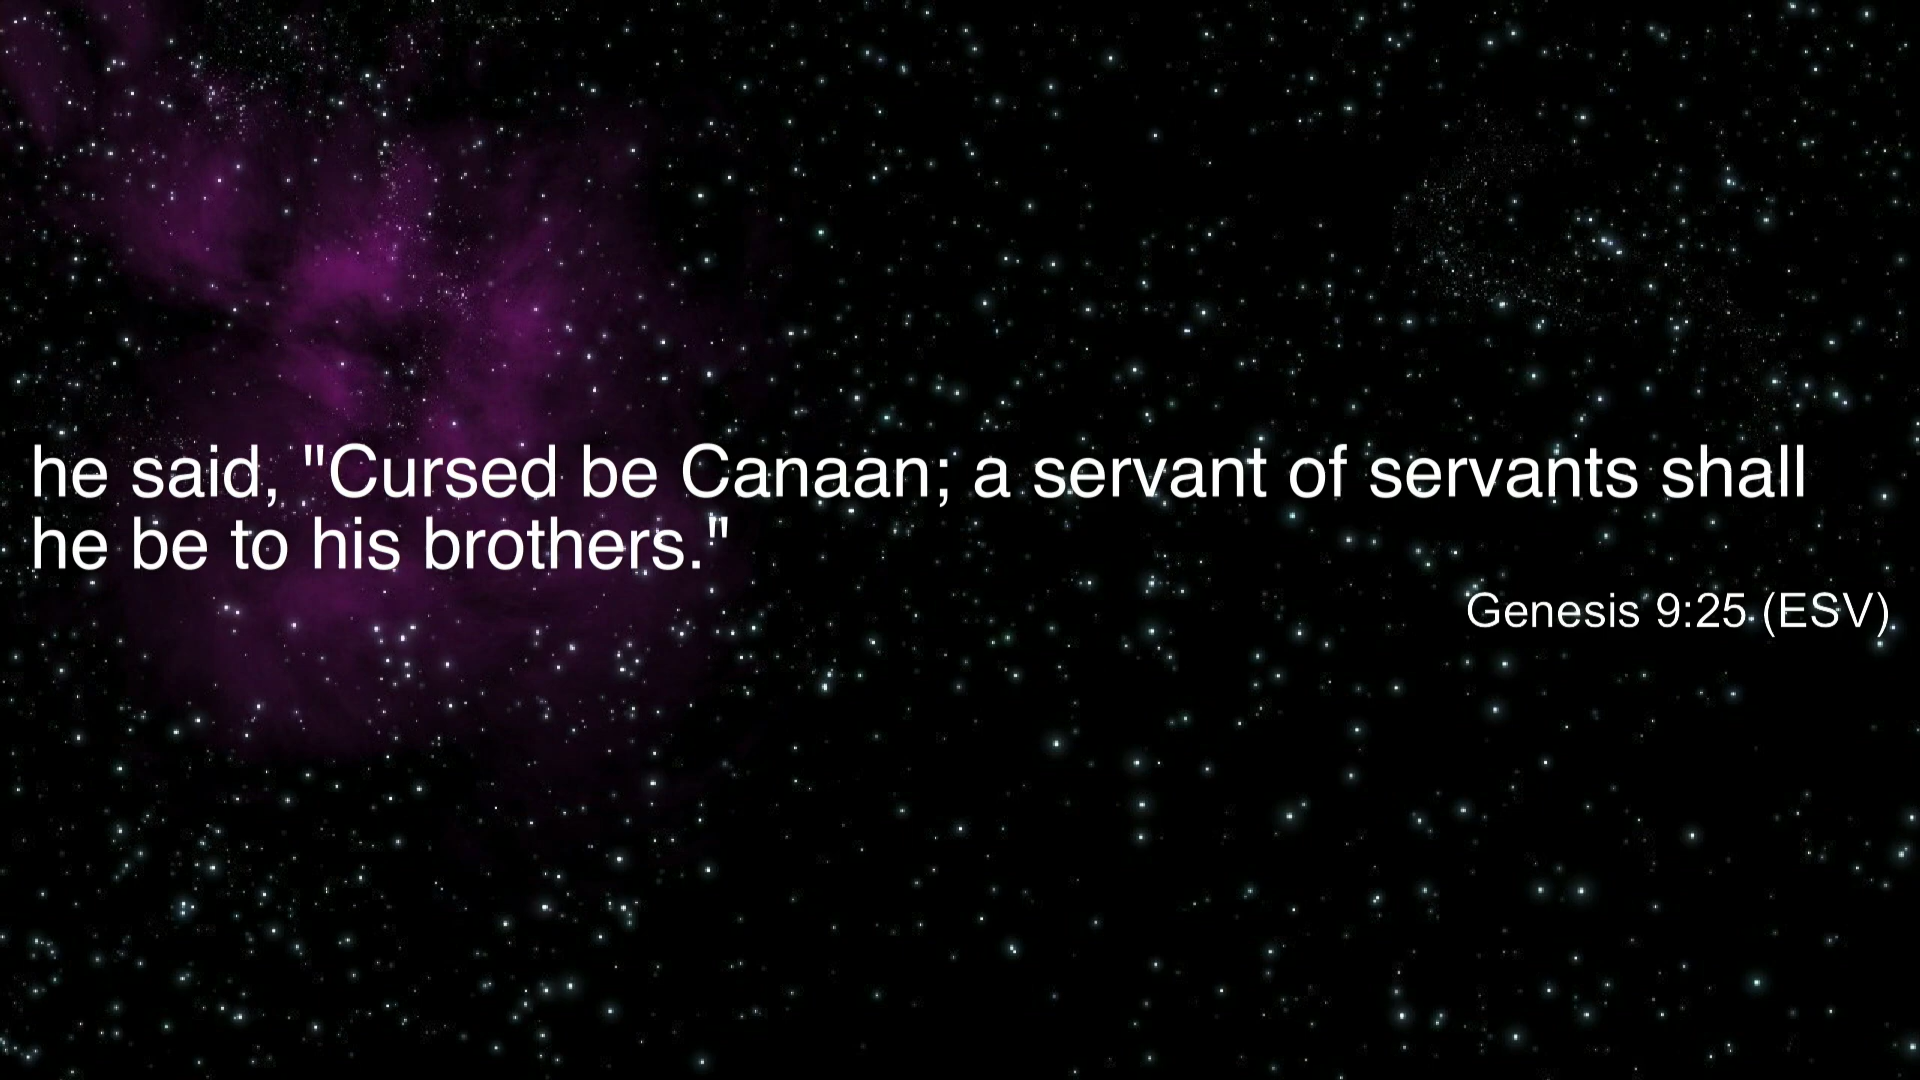 he said, "Cursed be Canaan; a servant of servants shall
he be to his brothers."
Genesis 9:25 (ESV)